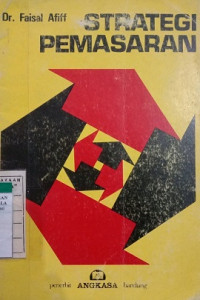 Dr. Faisal Afiff
STRATEGI
PEMASARAN
penerbit ANGKASA bandung